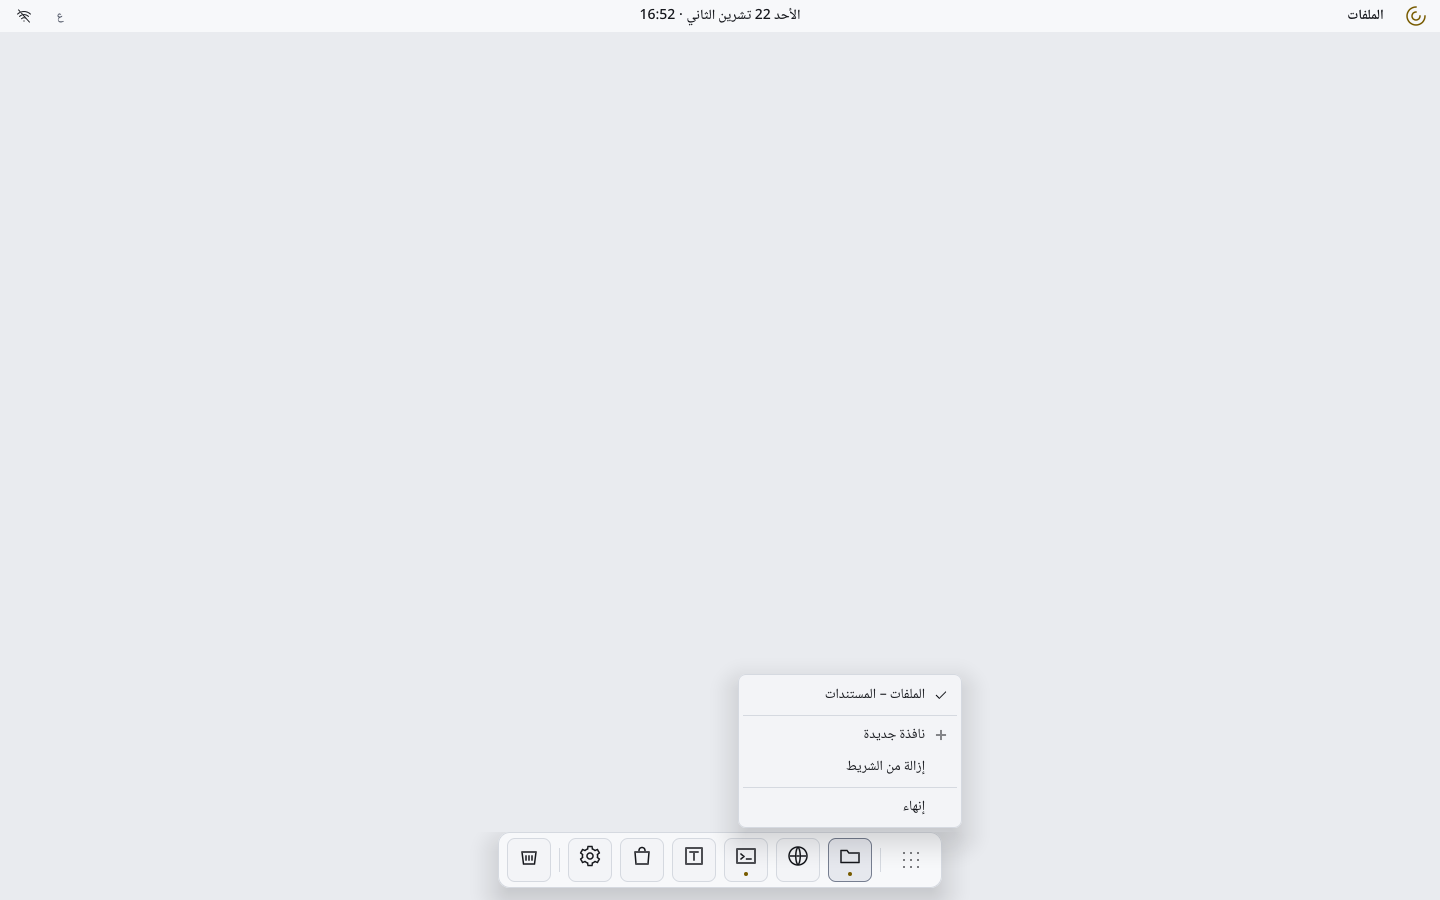 الملفات
الأحد 22 تشرين الثاني · 16:52
ع
الملفات – المستندات
نافذة جديدة
إزالة من الشريط
إنهاء